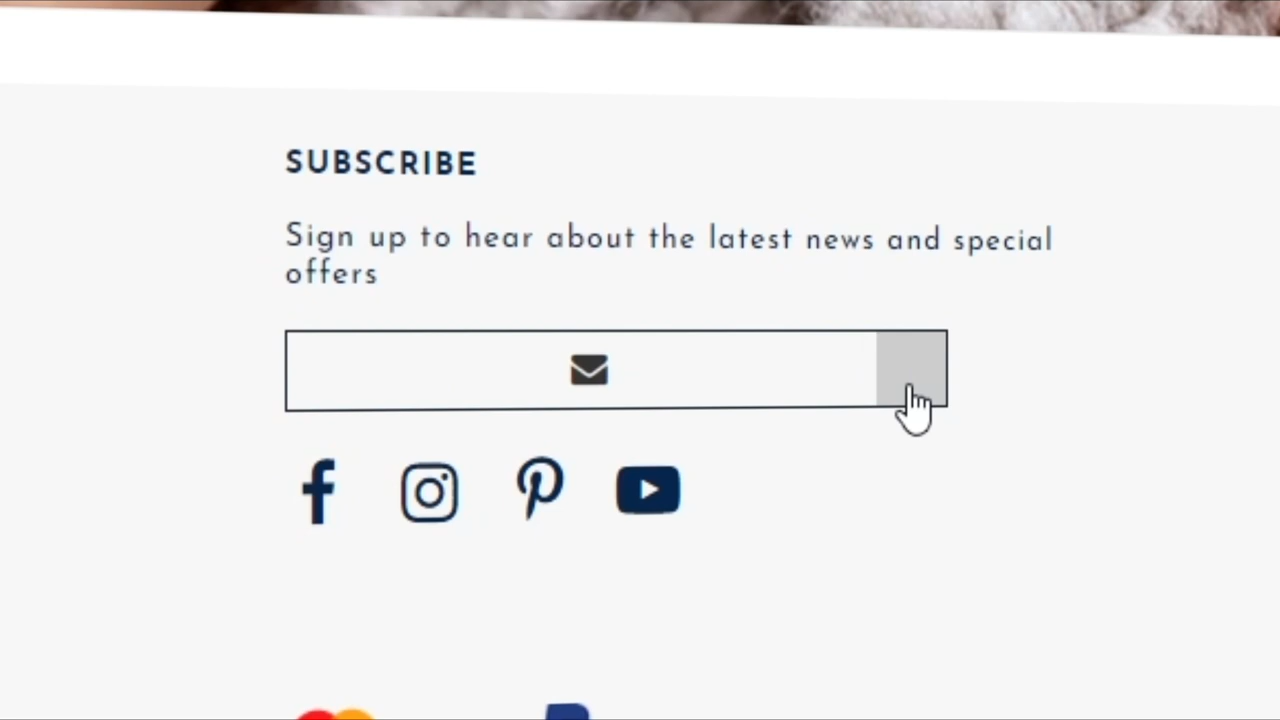 SUBSCRIBE
Sign up to hear about the latest news and special
offers